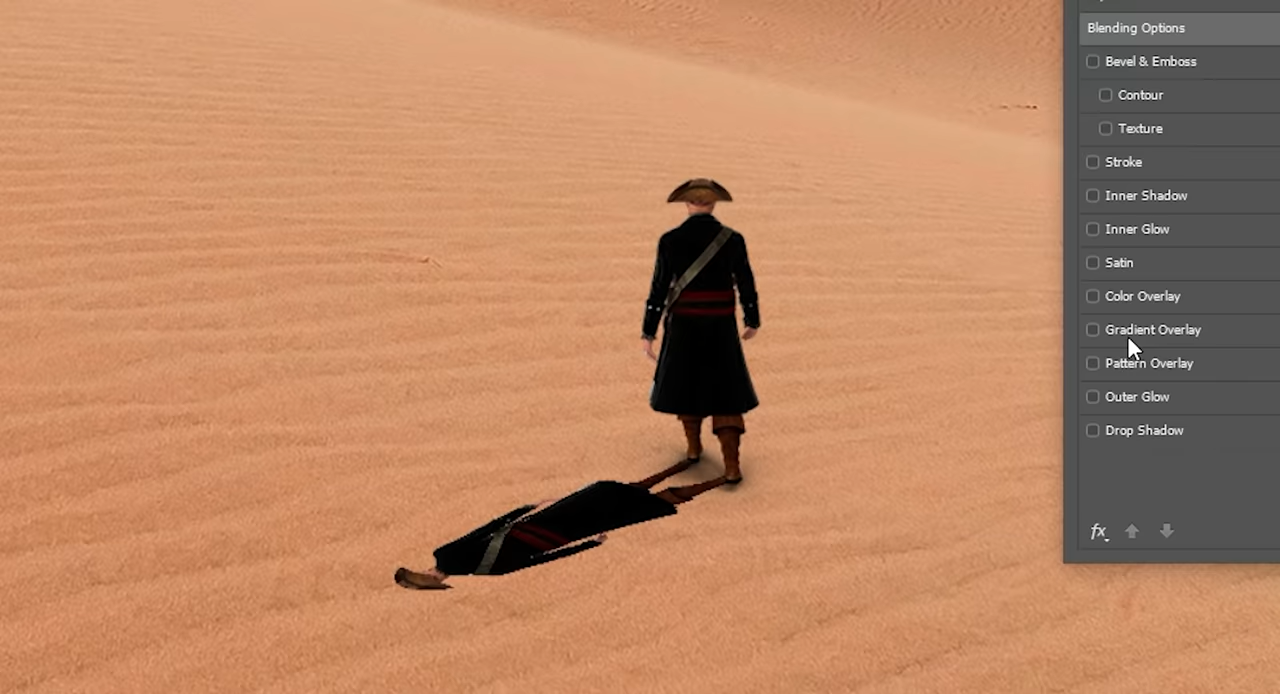 Blending Options
Bevel & Emboss
Contour
Texture
Stroke
Inner Shadow
Inner Glow
Satin
Color Overlay
Gradient Overlay
Pattern Overlay
Outer Glow
Drop Shadow
fx